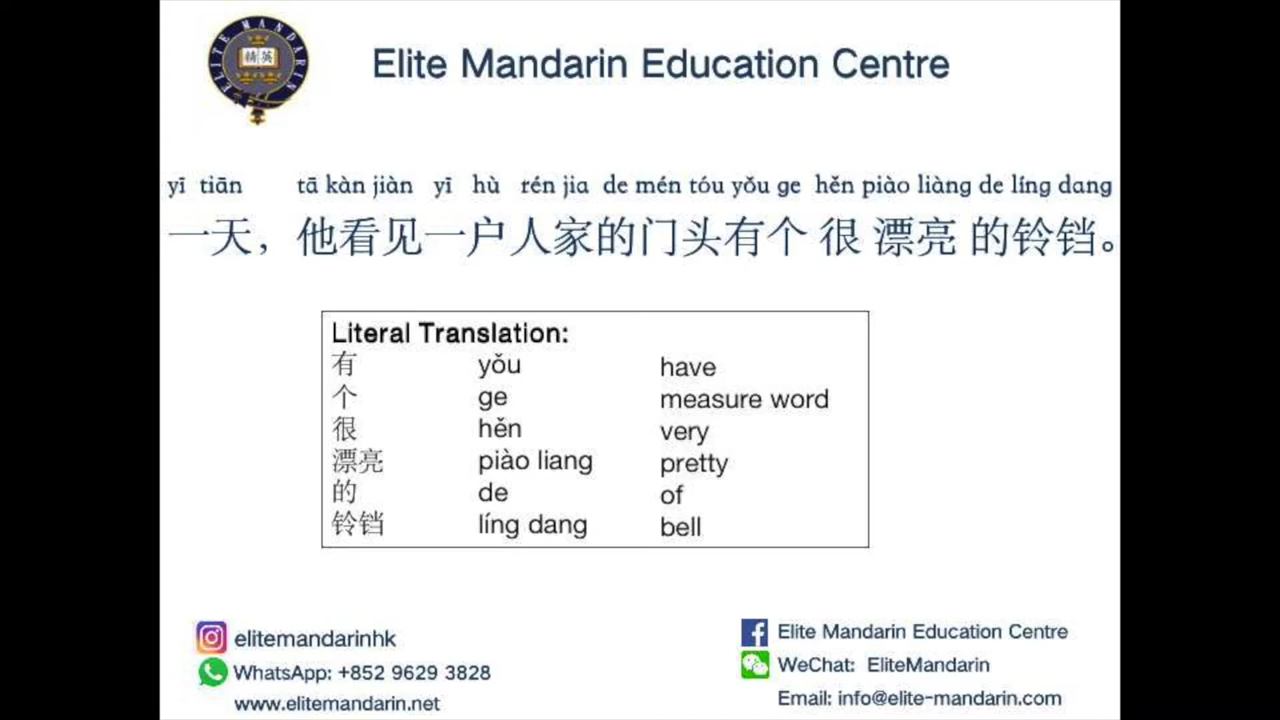 ELITE MANDARIN
精英
Elite Mandarin Education Centre
yī tiān tā kàn jiàn yī hù rén jia de mén tóu yǒu ge hěn piào liàng de líng dang
一天，他看见一户人家的门头有个 很 漂亮 的铃铛。
Literal Translation:
有 yǒu have
个 ge measure word
很 hěn very
漂亮 piào liang pretty
的 de of
铃铛 líng dang bell
elitemandarinhk
WhatsApp: +852 9629 3828
www.elitemandarin.net
Elite Mandarin Education Centre
WeChat: EliteMandarin
Email: info@elite-mandarin.com